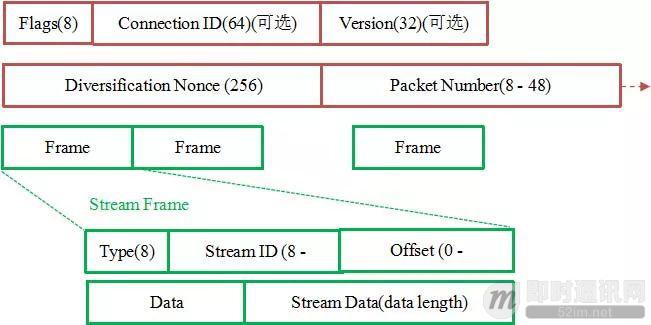 Flags(8) Connection ID(64)(可选) Version(32)(可选)
Diversification Nonce (256) Packet Number(8 - 48)
Frame Frame Frame
Stream Frame
Type(8) Stream ID (8 - Offset (0 -
Data Stream Data(data length)
即时通讯网
52im.net